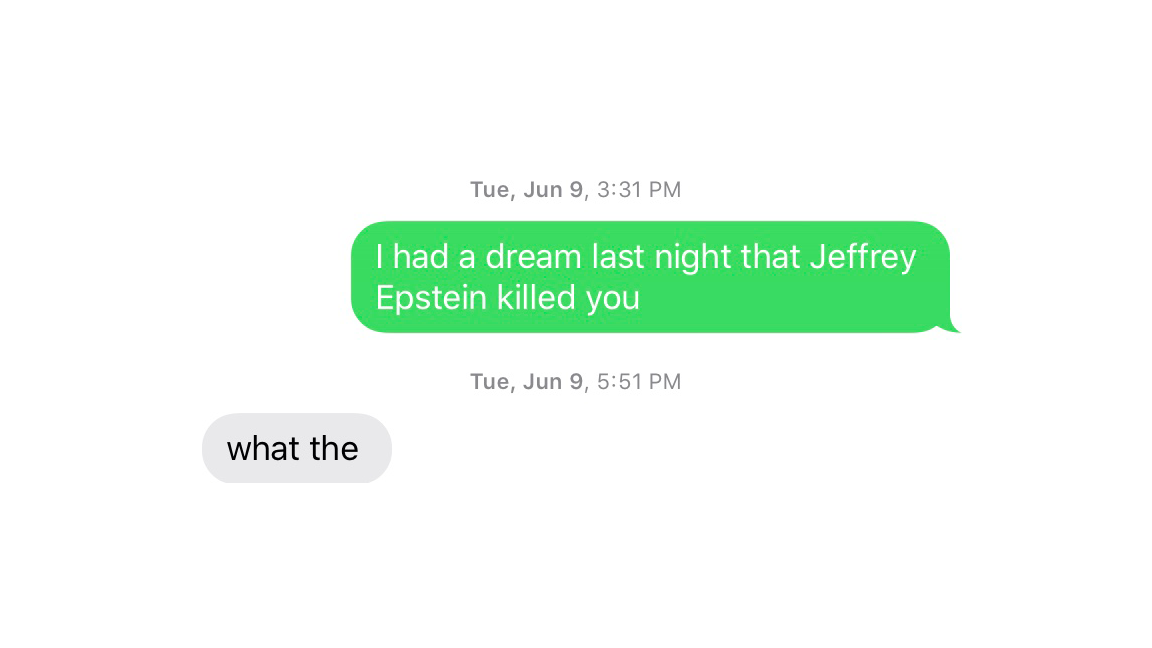 Tue, Jun 9, 3:31 PM
I had a dream last night that Jeffrey
Epstein killed you
Tue, Jun 9, 5:51 PM
what the